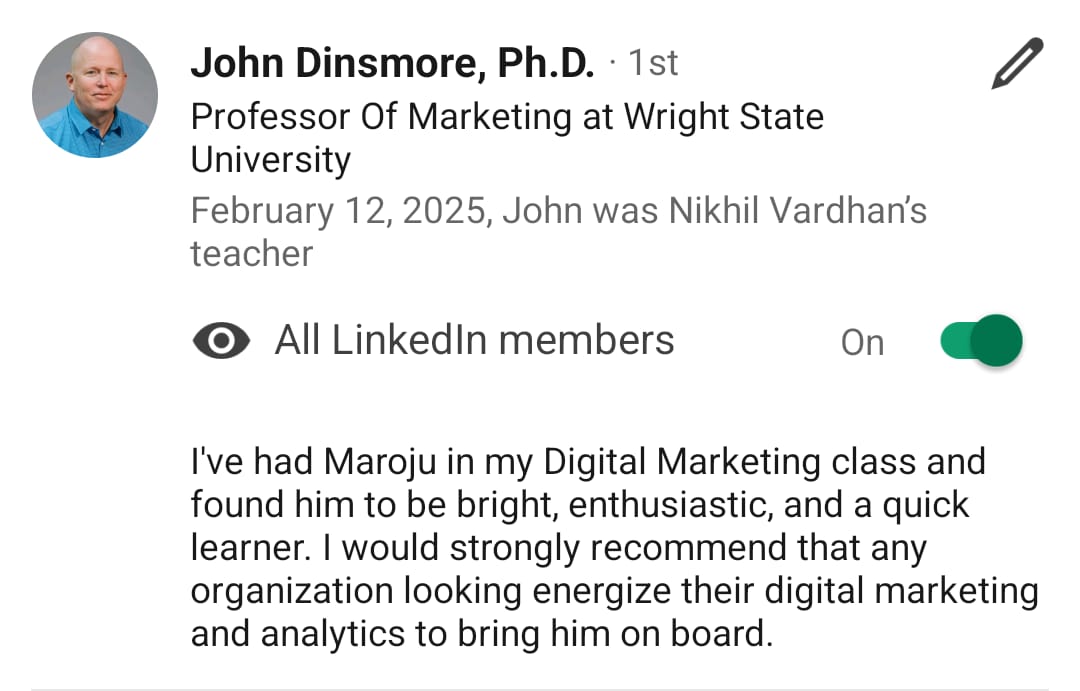 John Dinsmore, Ph.D. · 1st
Professor Of Marketing at Wright State
University
February 12, 2025, John was Nikhil Vardhan’s
teacher
All LinkedIn members On
I've had Maroju in my Digital Marketing class and
found him to be bright, enthusiastic, and a quick
learner. I would strongly recommend that any
organization looking energize their digital marketing
and analytics to bring him on board.